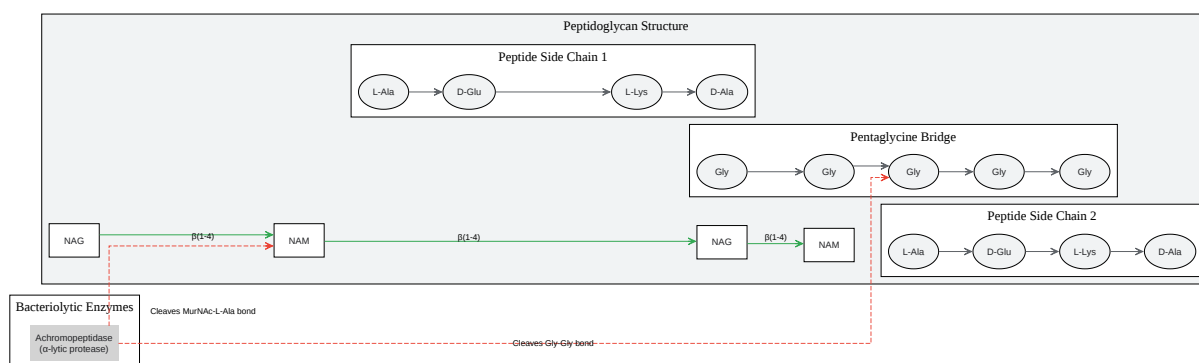 Peptidoglycan Structure
Peptide Side Chain 1
L-Ala
D-Glu
L-Lys
D-Ala
Pentaglycine Bridge
Gly
Gly
Gly
Gly
Gly
Peptide Side Chain 2
L-Ala
D-Glu
L-Lys
D-Ala
NAG
β(1-4)
NAM
β(1-4)
NAG
β(1-4)
NAM
Bacteriolytic Enzymes
Cleaves MurNAc-L-Ala bond
Achromopeptidase
(α-lytic protease)
Cleaves Gly-Gly bond